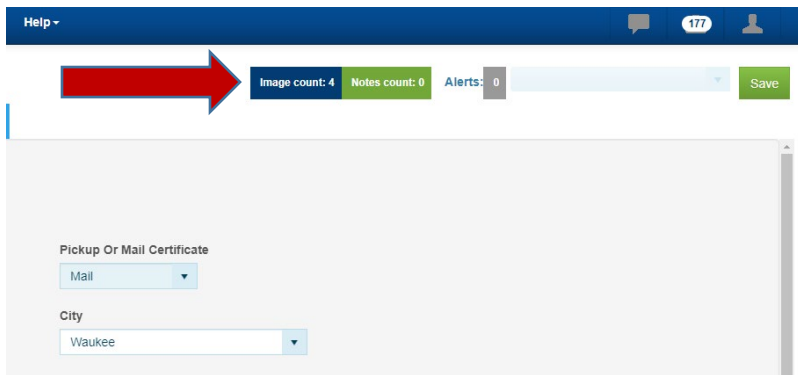 Help
177
Image count: 4 Notes count: 0 Alerts: 0 Save
Pickup Or Mail Certificate
Mail
City
Waukee